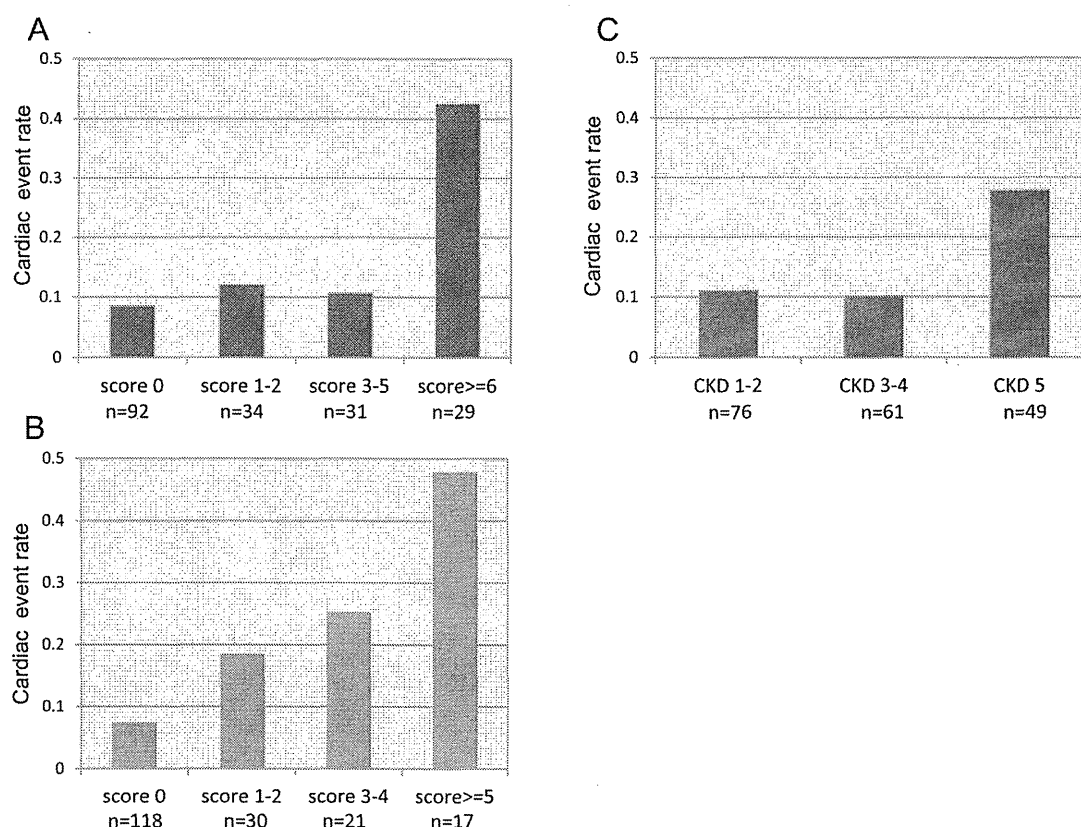 A
Cardiac event rate
0.5
0.4
0.3
0.2
0.1
0
score 0 score 1-2 score 3-5 score>=6
n=92 n=34 n=31 n=29
B
Cardiac event rate
0.5
0.4
0.3
0.2
0.1
0
score 0 score 1-2 score 3-4 score>=5
n=118 n=30 n=21 n=17
C
Cardiac event rate
0.5
0.4
0.3
0.2
0.1
0
CKD 1-2 CKD 3-4 CKD 5
n=76 n=61 n=49